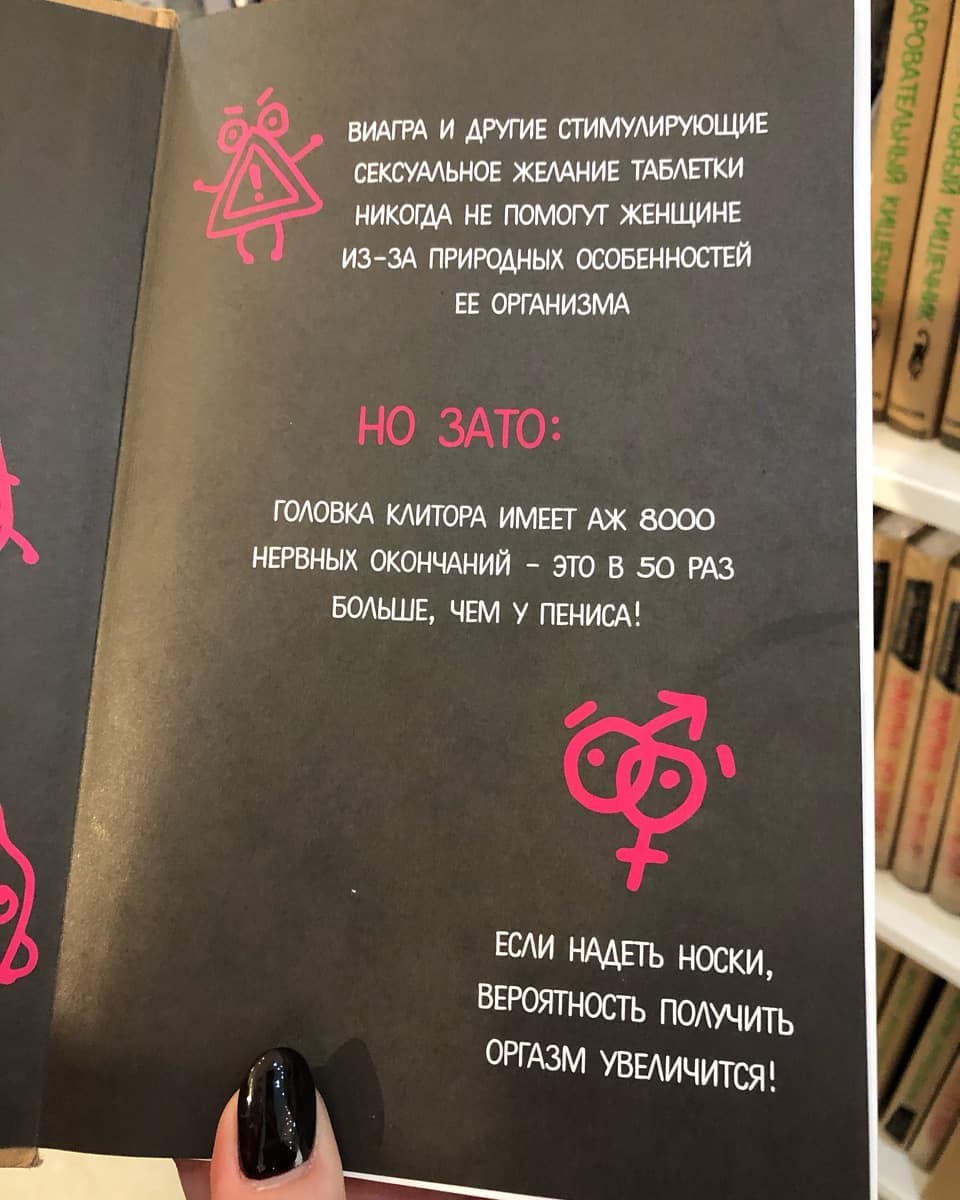 ВИАГРА И ДРУГИЕ СТИМУЛИРУЮЩИЕ
СЕКСУАЛЬНОЕ ЖЕЛАНИЕ ТАБЛЕТКИ
НИКОГДА НЕ ПОМОГУТ ЖЕНЩИНЕ
ИЗ-ЗА ПРИРОДНЫХ ОСОБЕННОСТЕЙ
ЕЕ ОРГАНИЗМА
НО ЗАТО:
ГОЛОВКА КЛИТОРА ИМЕЕТ АЖ 8000
НЕРВНЫХ ОКОНЧАНИЙ - ЭТО В 50 РАЗ
БОЛЬШЕ, ЧЕМ У ПЕНИСА!
ЕСЛИ НАДЕТЬ НОСКИ,
ВЕРОЯТНОСТЬ ПОЛУЧИТЬ
ОРГАЗМ УВЕЛИЧИТСЯ!
КИШЕЧНИК
КИШЕЧНИК